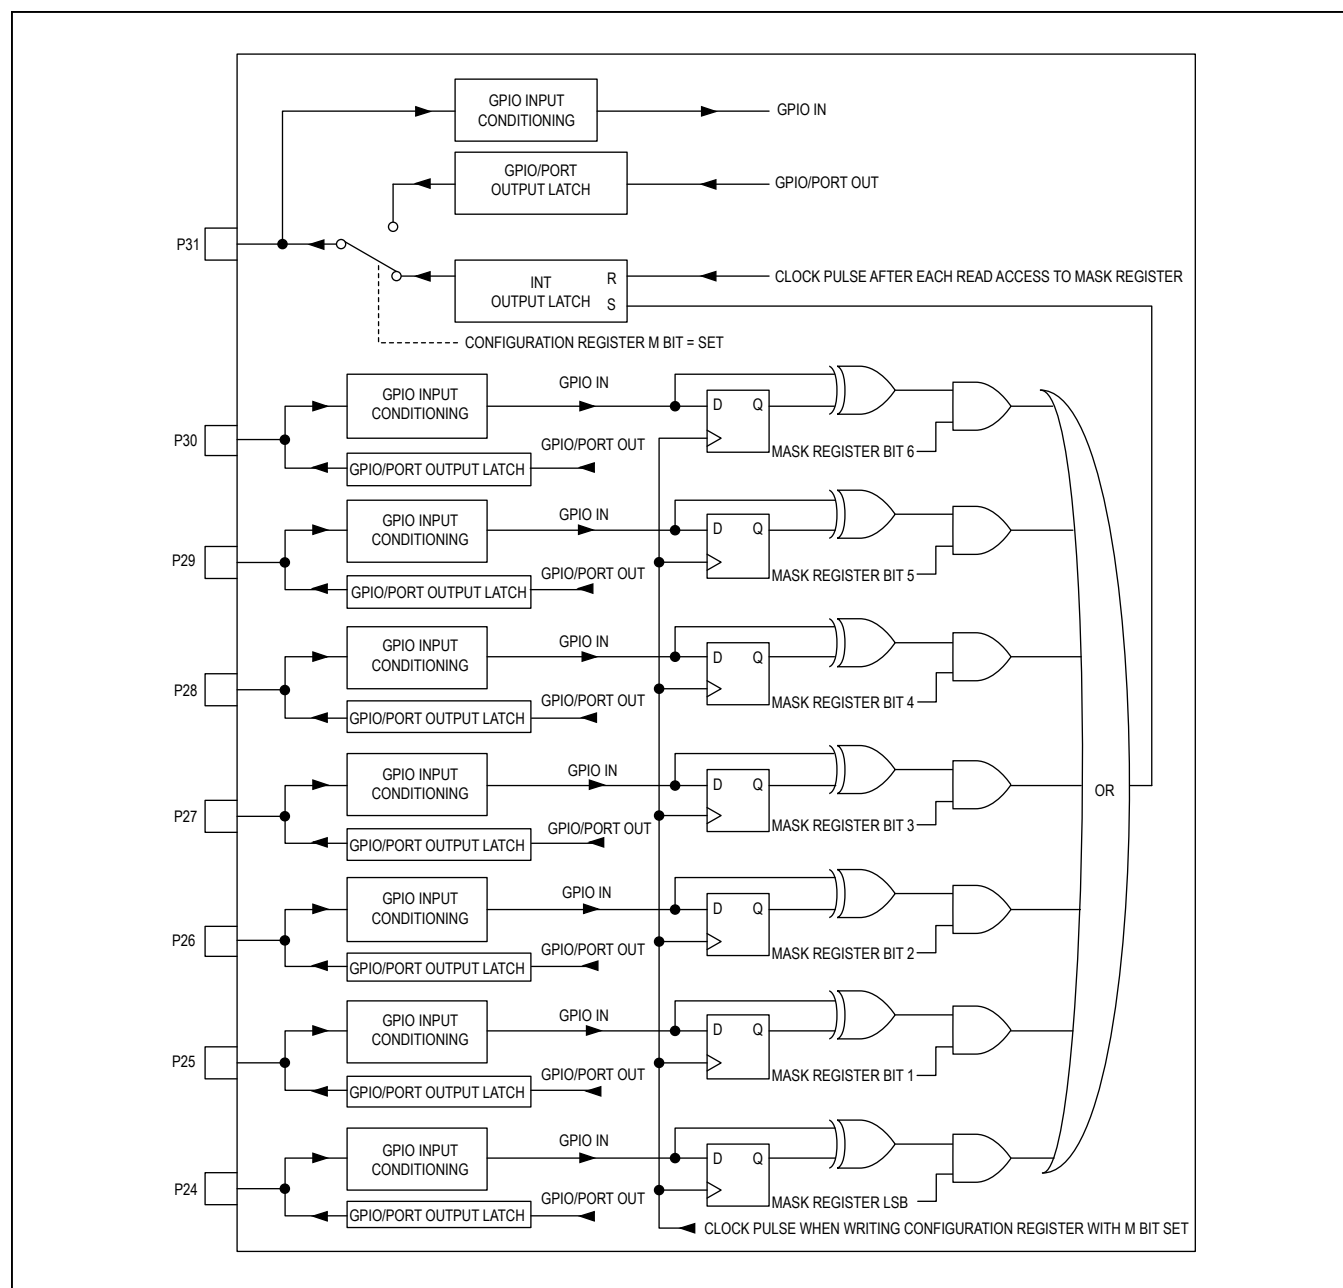 GPIO INPUT
CONDITIONING
GPIO IN
GPIO/PORT
OUTPUT LATCH
GPIO/PORT OUT
P31
INT
OUTPUT LATCH
R
S
CLOCK PULSE AFTER EACH READ ACCESS TO MASK REGISTER
CONFIGURATION REGISTER M BIT = SET
P30
GPIO INPUT
CONDITIONING
GPIO IN
GPIO/PORT OUT
GPIO/PORT OUTPUT LATCH
D Q
MASK REGISTER BIT 6
P29
GPIO INPUT
CONDITIONING
GPIO IN
GPIO/PORT OUT
GPIO/PORT OUTPUT LATCH
D Q
MASK REGISTER BIT 5
P28
GPIO INPUT
CONDITIONING
GPIO IN
GPIO/PORT OUT
GPIO/PORT OUTPUT LATCH
D Q
MASK REGISTER BIT 4
P27
GPIO INPUT
CONDITIONING
GPIO IN
GPIO/PORT OUT
GPIO/PORT OUTPUT LATCH
D Q
MASK REGISTER BIT 3
OR
P26
GPIO INPUT
CONDITIONING
GPIO IN
GPIO/PORT OUT
GPIO/PORT OUTPUT LATCH
D Q
MASK REGISTER BIT 2
P25
GPIO INPUT
CONDITIONING
GPIO IN
GPIO/PORT OUT
GPIO/PORT OUTPUT LATCH
D Q
MASK REGISTER BIT 1
P24
GPIO INPUT
CONDITIONING
GPIO IN
GPIO/PORT OUT
GPIO/PORT OUTPUT LATCH
D Q
MASK REGISTER LSB
CLOCK PULSE WHEN WRITING CONFIGURATION REGISTER WITH M BIT SET